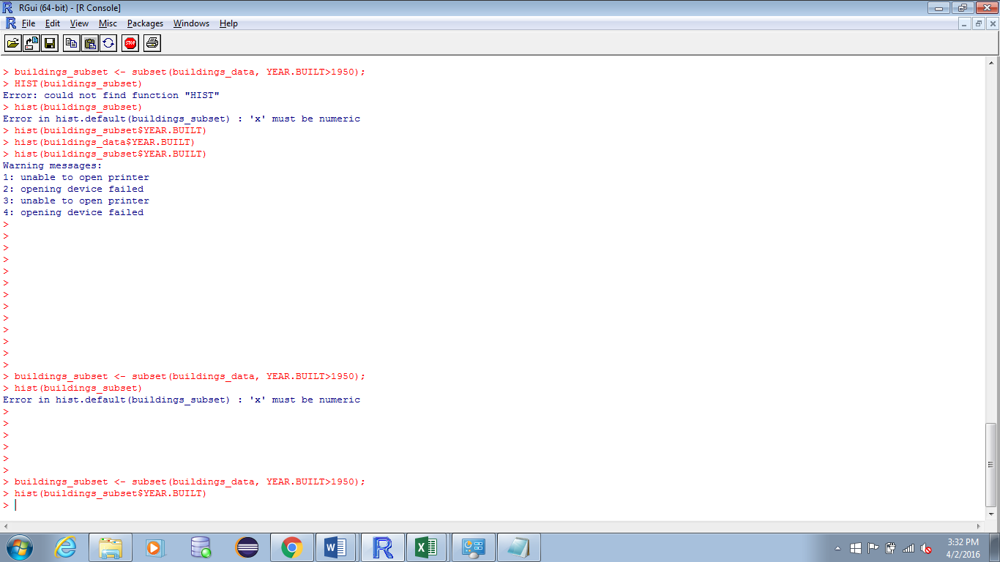 RGui (64-bit) - [R Console]
File Edit View Misc Packages Windows Help
STOP
> buildings_subset <- subset(buildings_data, YEAR.BUILT>1950);
> HIST(buildings_subset)
Error: could not find function "HIST"
> hist(buildings_subset)
Error in hist.default(buildings_subset) : 'x' must be numeric
> hist(buildings_subset$YEAR.BUILT)
> hist(buildings_data$YEAR.BUILT)
> hist(buildings_subset$YEAR.BUILT)
Warning messages:
1: unable to open printer
2: opening device failed
3: unable to open printer
4: opening device failed
>
>
>
>
>
>
>
>
>
>
>
>
>
> buildings_subset <- subset(buildings_data, YEAR.BUILT>1950);
> hist(buildings_subset)
Error in hist.default(buildings_subset) : 'x' must be numeric
>
>
>
>
>
>
> buildings_subset <- subset(buildings_data, YEAR.BUILT>1950);
> hist(buildings_subset$YEAR.BUILT)
>
3:32 PM
4/2/2016